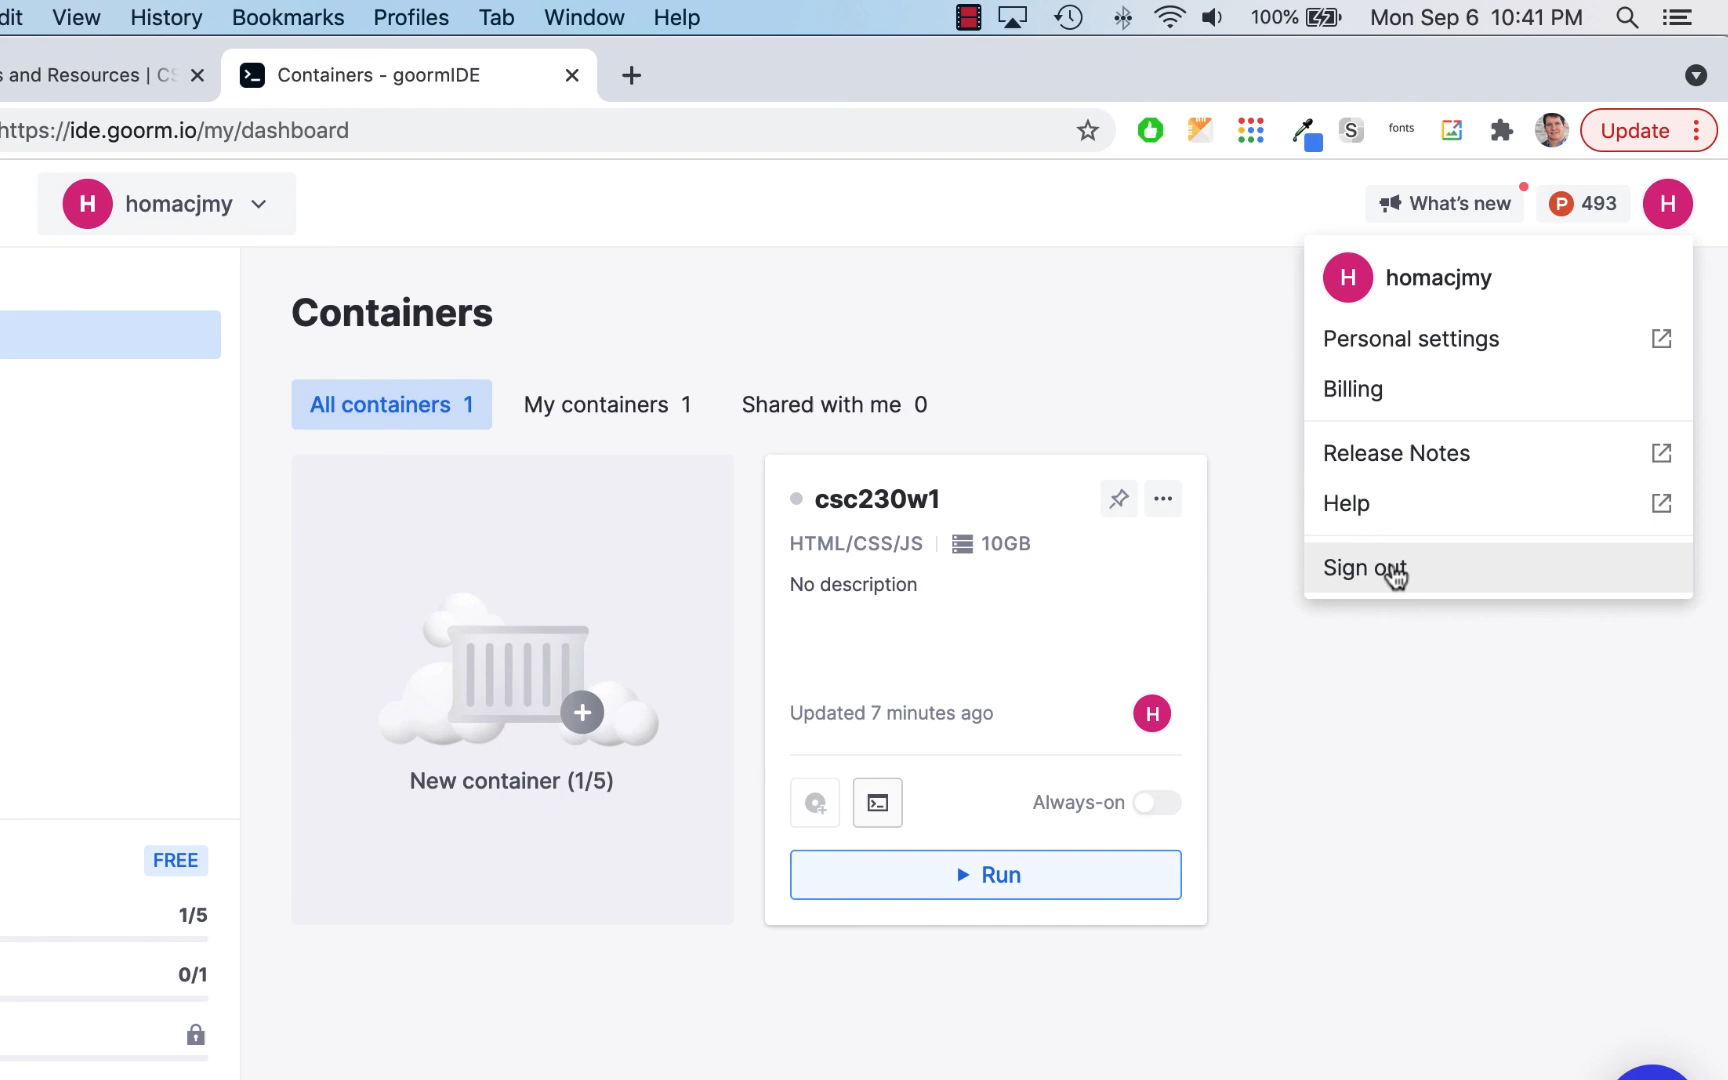 dit View History Bookmarks Profiles Tab Window Help 100% Mon Sep 6 10:41 PM
s and Resources | CS Containers - goormIDE
https://ide.goorm.io/my/dashboard S fonts Update
H homacjmy What's new P 493 H
H homacjmy
Personal settings
Billing
Release Notes
Help
Sign out
Containers
All containers 1 My containers 1 Shared with me 0
csc230w1
HTML/CSS/JS 10GB
No description
Updated 7 minutes ago H
New container (1/5)
Always-on
Run
FREE
1/5
0/1